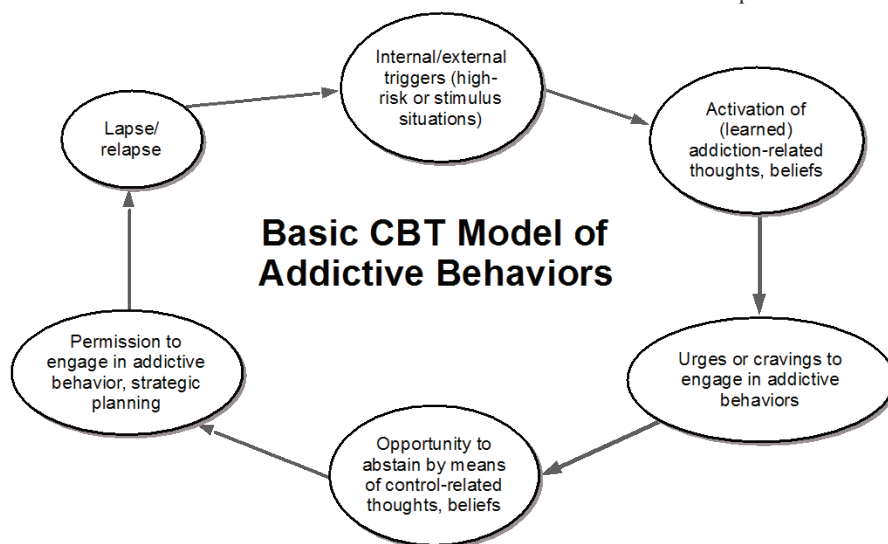 Internal/external
triggers (high-
risk or stimulus
situations)
Activation of
(learned)
addiction-related
thoughts, beliefs
Lapse/
relapse
Basic CBT Model of
Addictive Behaviors
Permission to
engage in addictive
behavior, strategic
planning
Urges or cravings to
engage in addictive
behaviors
Opportunity to
abstain by means
of control-related
thoughts, beliefs